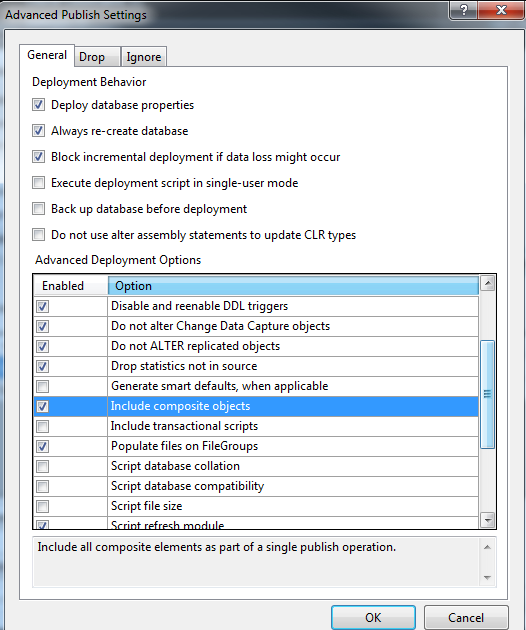 Advanced Publish Settings
?
General Drop Ignore
Deployment Behavior
Deploy database properties
Always re-create database
Block incremental deployment if data loss might occur
Execute deployment script in single-user mode
Back up database before deployment
Do not use alter assembly statements to update CLR types
Advanced Deployment Options
Enabled Option
Disable and reenable DDL triggers
Do not alter Change Data Capture objects
Do not ALTER replicated objects
Drop statistics not in source
Generate smart defaults, when applicable
Include composite objects
Include transactional scripts
Populate files on FileGroups
Script database collation
Script database compatibility
Script file size
Script refresh module
Include all composite elements as part of a single publish operation.
OK Cancel